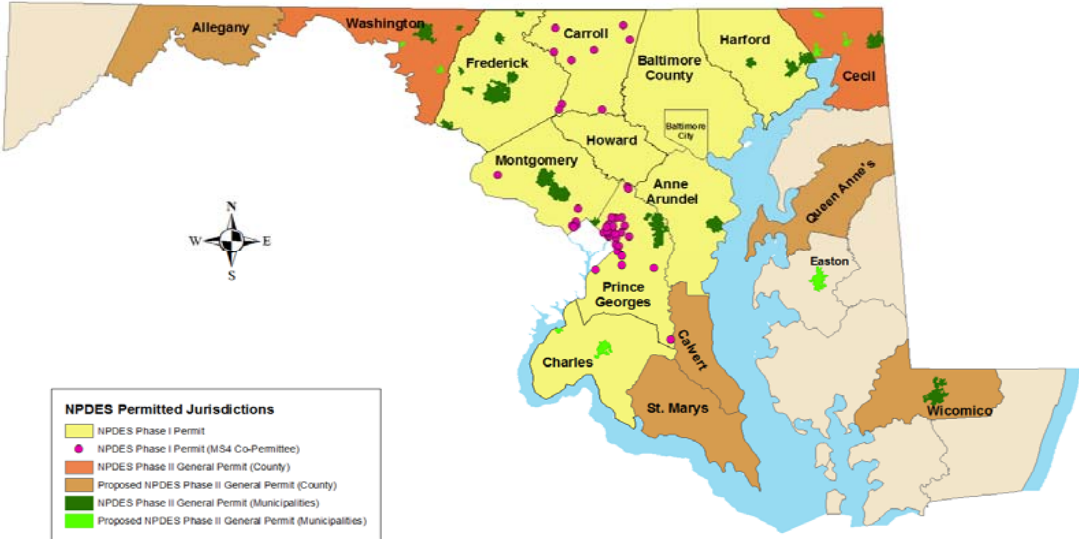 Allegany
Washington
Frederick
Carroll
Baltimore
County
Harford
Cecil
Baltimore
City
Howard
Montgomery
Anne
Arundel
Queen Anne's
Easton
Prince
Georges
Calvert
Charles
St. Marys
Wicomico
N
W
E
S
NPDES Permitted Jurisdictions
NPDES Phase I Permit
NPDES Phase I Permit (MS4 Co-Permittee)
NPDES Phase II General Permit (County)
Proposed NPDES Phase II General Permit (County)
NPDES Phase II General Permit (Municipalities)
Proposed NPDES Phase II General Permit (Municipalities)